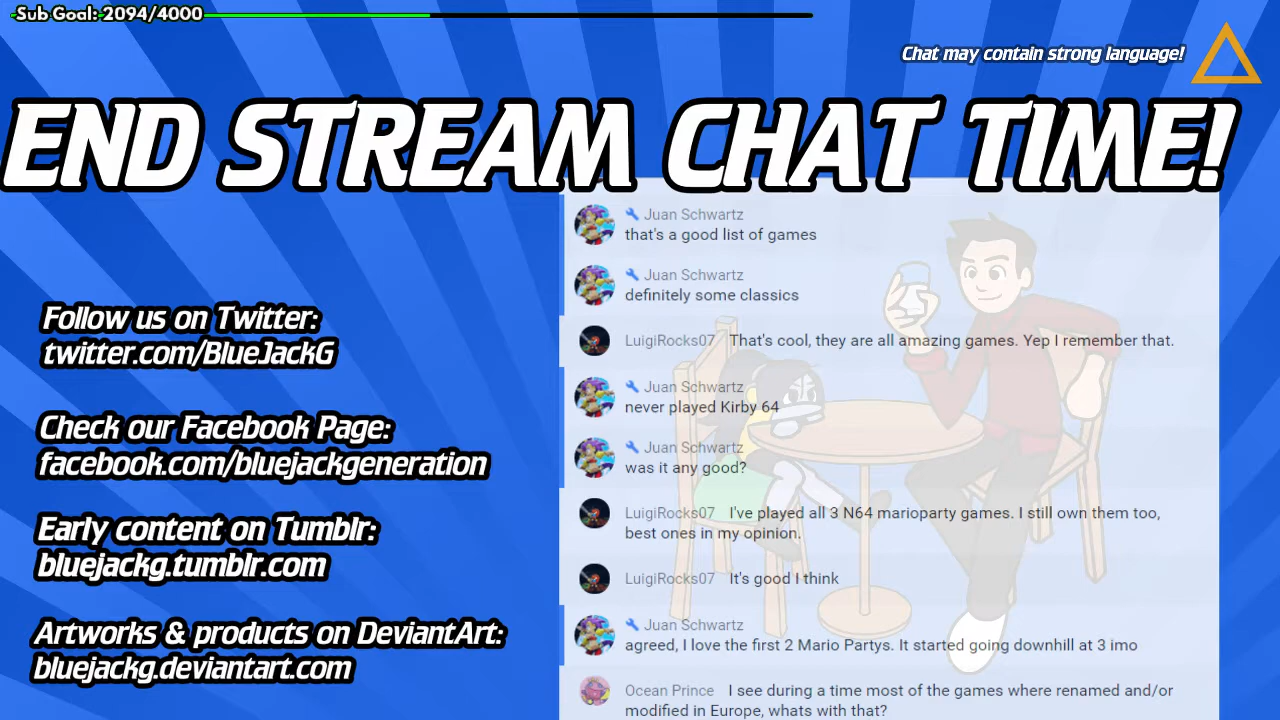 Sub Goal: 2094/4000
Chat may contain strong language!
END STREAM CHAT TIME!
Follow us on Twitter:
twitter.com/BlueJackG
Check our Facebook Page:
facebook.com/bluejackgeneration
Early content on Tumblr:
bluejackg.tumblr.com
Artworks & products on DeviantArt:
bluejackg.deviantart.com
Juan Schwartz
that's a good list of games
Juan Schwartz
definitely some classics
LuigiRocks07 That's cool, they are all amazing games. Yep I remember that.
Juan Schwartz
never played Kirby 64
Juan Schwartz
was it any good?
LuigiRocks07 I've played all 3 N64 marioparty games. I still own them too,
best ones in my opinion.
LuigiRocks07 It's good I think
Juan Schwartz
agreed, I love the first 2 Mario Partys. It started going downhill at 3 imo
Ocean Prince I see during a time most of the games where renamed and/or
modified in Europe, whats with that?